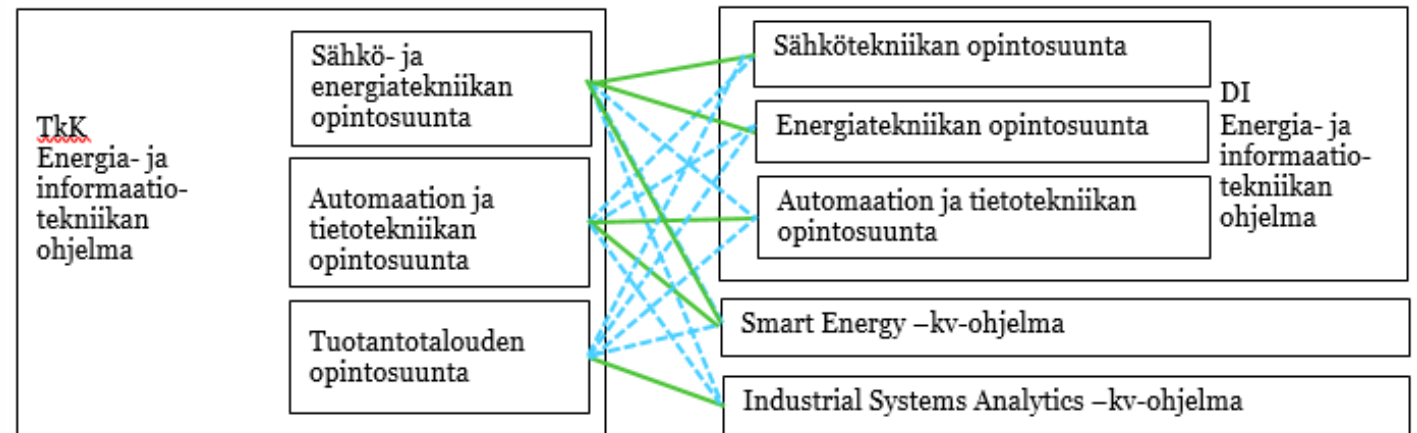 TkK
Energia- ja
informaatio-
tekniikan
ohjelma
Sähkö- ja
energiatekniikan
opintosuunta
Automaation ja
tietotekniikan
opintosuunta
Tuotantotalouden
opintosuunta
Sähkötekniikan opintosuunta
Energiatekniikan opintosuunta
Automaation ja tietotekniikan
opintosuunta
DI
Energia- ja
informaatio-
tekniikan
ohjelma
Smart Energy –kv-ohjelma
Industrial Systems Analytics –kv-ohjelma